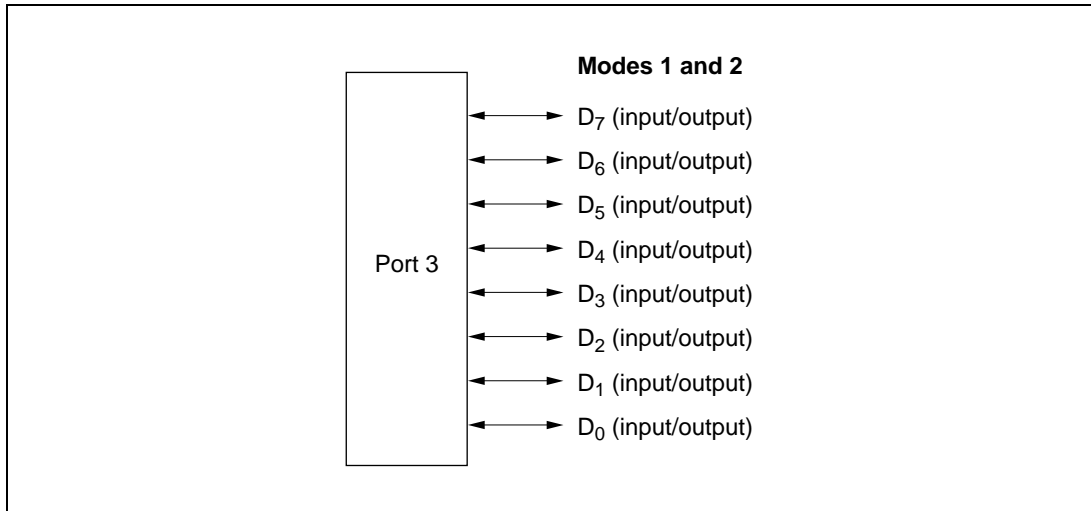 Modes 1 and 2
D₇ (input/output)
D₆ (input/output)
D₅ (input/output)
D₄ (input/output)
Port 3
D₃ (input/output)
D₂ (input/output)
D₁ (input/output)
D₀ (input/output)